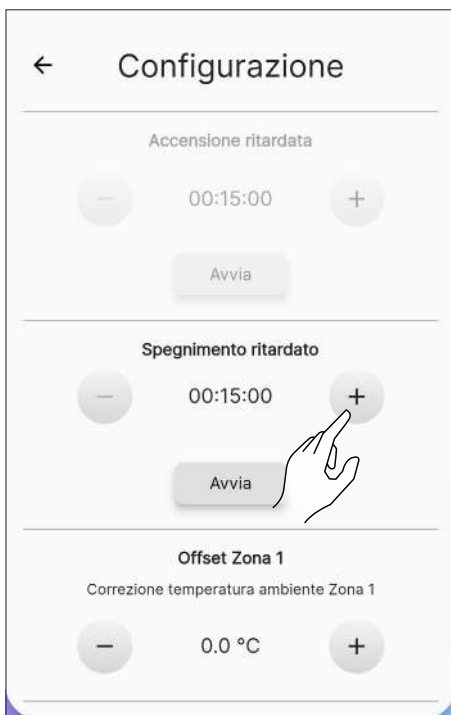 ← Configurazione
Accensione ritardata
− 00:15:00 +
Avvia
Spegnimento ritardato
− 00:15:00 +
Avvia
Offset Zona 1
Correzione temperatura ambiente Zona 1
− 0.0 °C +